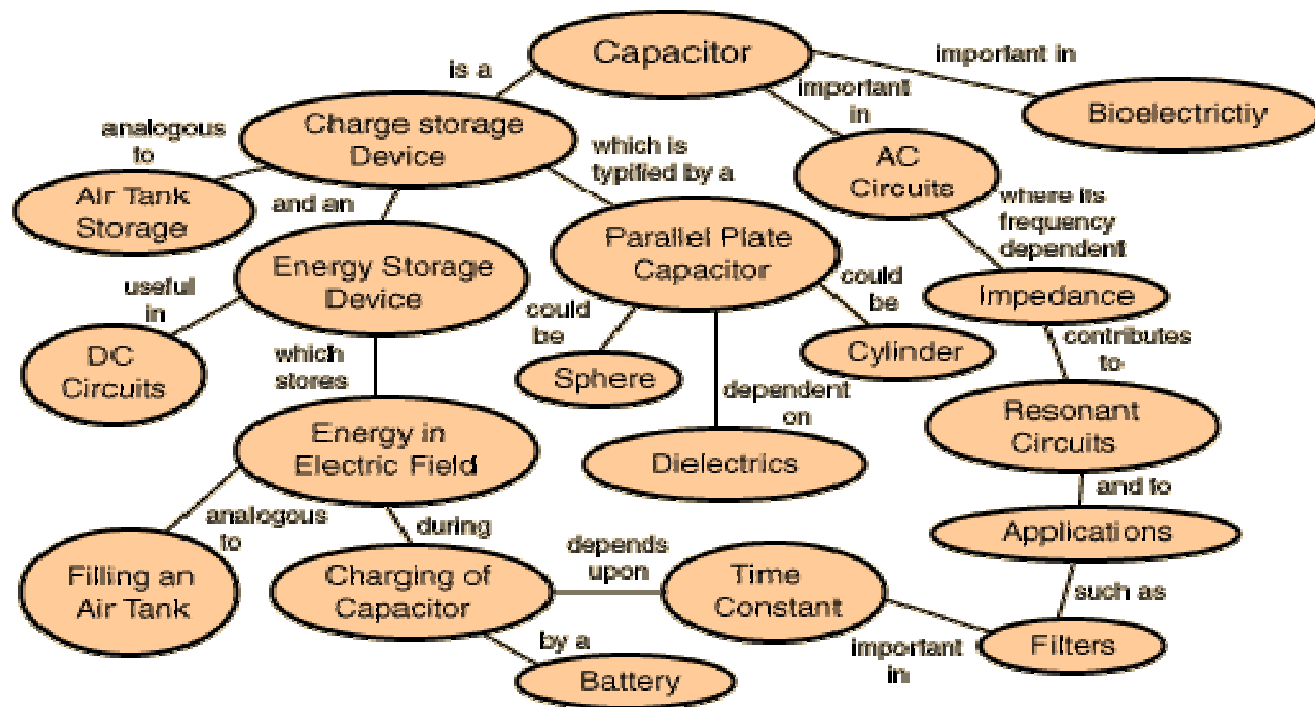 Capacitor
is a
important in
important
in
Bioelectrictiy
analogous
to
Charge storage
Device
which is
typified by a
AC
Circuits
Air Tank
Storage
and an
where its
frequency
dependent
Parallel Plate
Capacitor
Energy Storage
Device
useful
in
could
be
could
be
Impedance
DC
Circuits
which
stores
Sphere
Cylinder
contributes
to
dependent
on
Resonant
Circuits
Energy in
Electric Field
Dielectrics
and to
analogous
to
during
Applications
depends
upon
Filling an
Air Tank
Charging of
Capacitor
Time
Constant
such as
by a
important
in
Filters
Battery